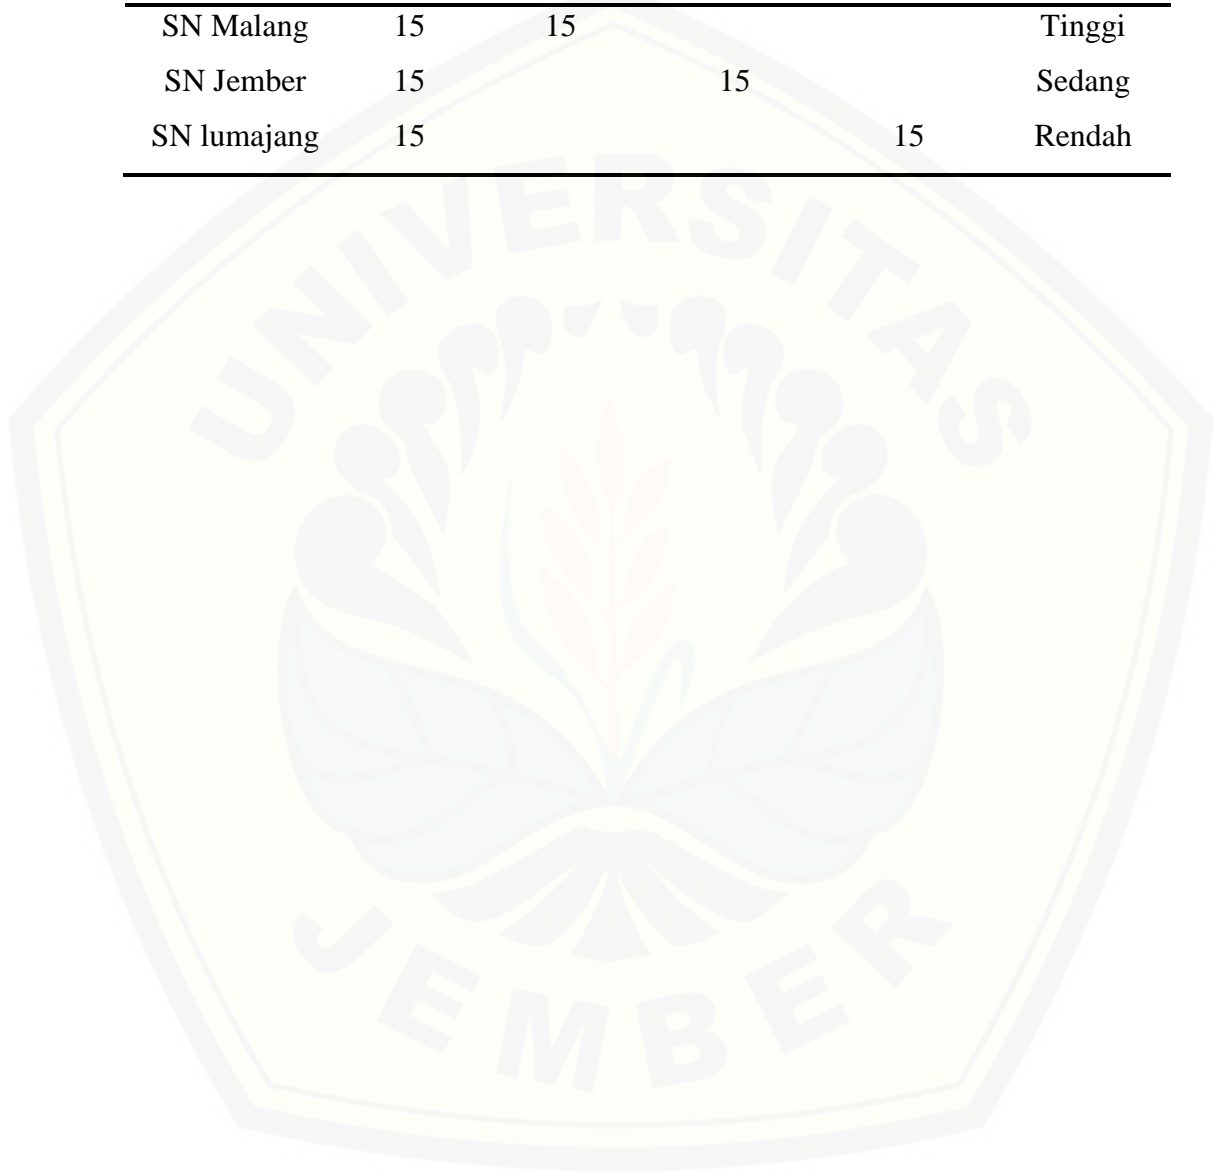 SN Malang 15 15 Tinggi
SN Jember 15 15 Sedang
SN lumajang 15 15 Rendah
UNIVERSITAS
JEMBER